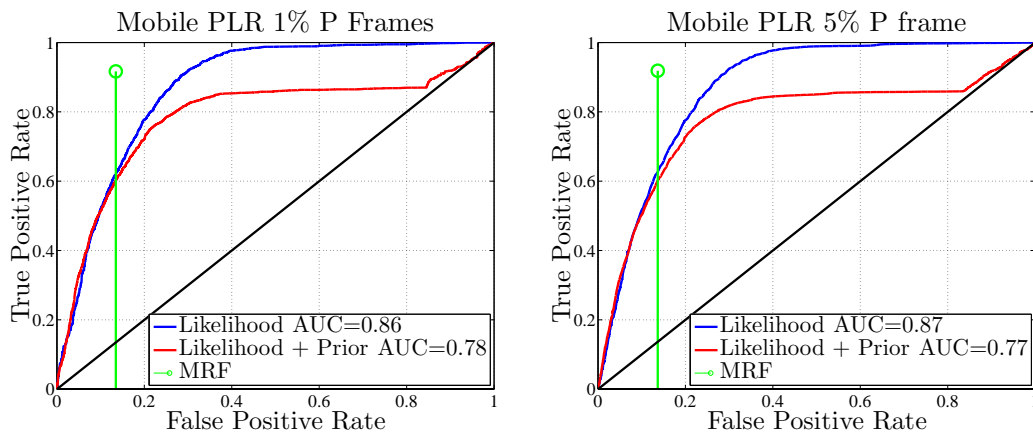 Mobile PLR 1% P Frames
True Positive Rate
1
0.8
0.6
0.4
0.2
0
0
0.2
0.4
0.6
0.8
1
False Positive Rate
Likelihood AUC=0.86
Likelihood + Prior AUC=0.78
MRF
Mobile PLR 5% P frame
True Positive Rate
1
0.8
0.6
0.4
0.2
0
0
0.2
0.4
0.6
0.8
1
False Positive Rate
Likelihood AUC=0.87
Likelihood + Prior AUC=0.77
MRF